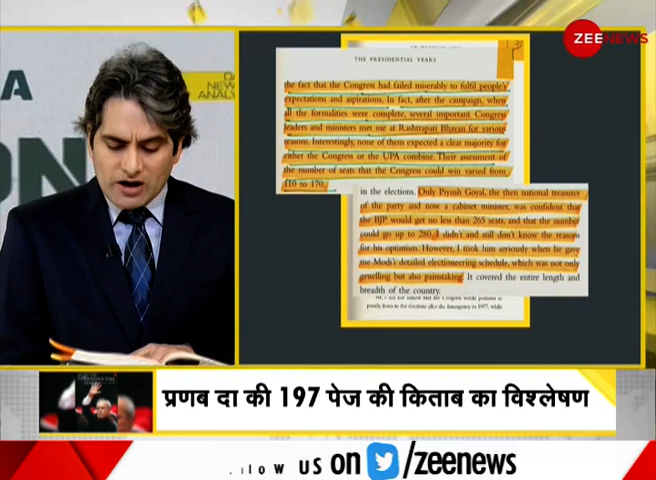 ZEE NEWS
THE PRESIDENTIAL YEARS
the fact that the Congress had failed miserably to fulfil people's
expectations and aspirations. In fact, after the campaign, when
all the formalities were complete, several important Congress
leaders and ministers met me at Rashtrapati Bhavan for various
reasons. Interestingly, none of them expected a clear majority for
either the Congress or the UPA combine. Their assessment of
the number of seats that the Congress could win varied from
110 to 170.
in the elections. Only Piyush Goyal, the then national treasurer
of the party and now a cabinet minister, was confident that
the BJP would get no less than 265 seats, and that the number
could go up to 280. I didn't and still don't know the reasons
for his optimism. However, I took him seriously when he gave
me Modi's detailed electioneering schedule, which was not only
gruelling but also painstaking. It covered the entire length and
breadth of the country.
प्रणब दा की 197 पेज की किताब का विश्लेषण
US on /zeenews